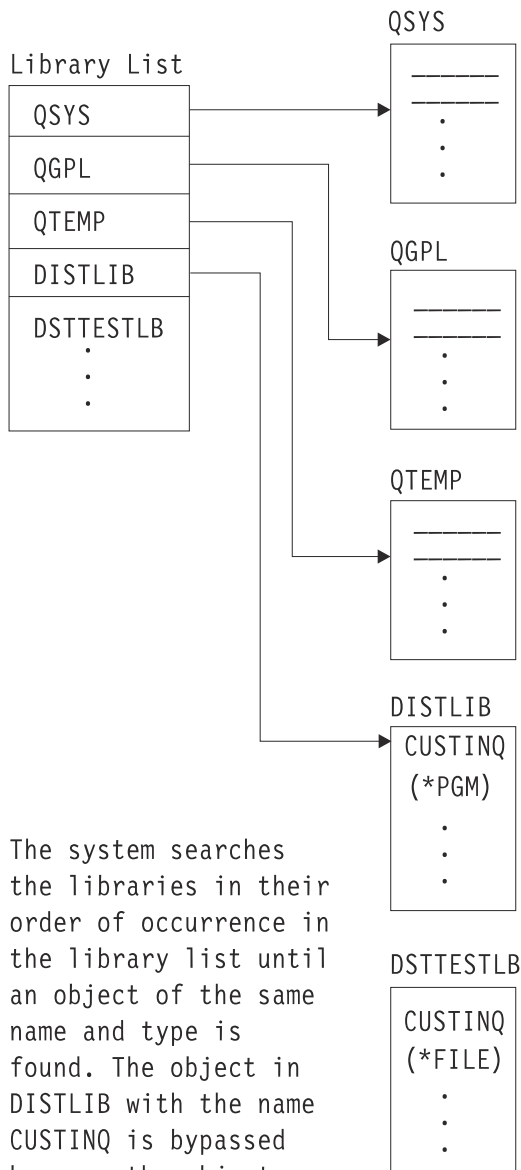 Library List
QSYS
QGPL
QTEMP
DISTLIB
DSTTESTLB
QSYS
QGPL
QTEMP
DISTLIB
CUSTINQ
(*PGM)
DSTTESTLB
CUSTINQ
(*FILE)
The system searches
the libraries in their
order of occurrence in
the library list until
an object of the same
name and type is
found. The object in
DISTLIB with the name
CUSTINQ is bypassed